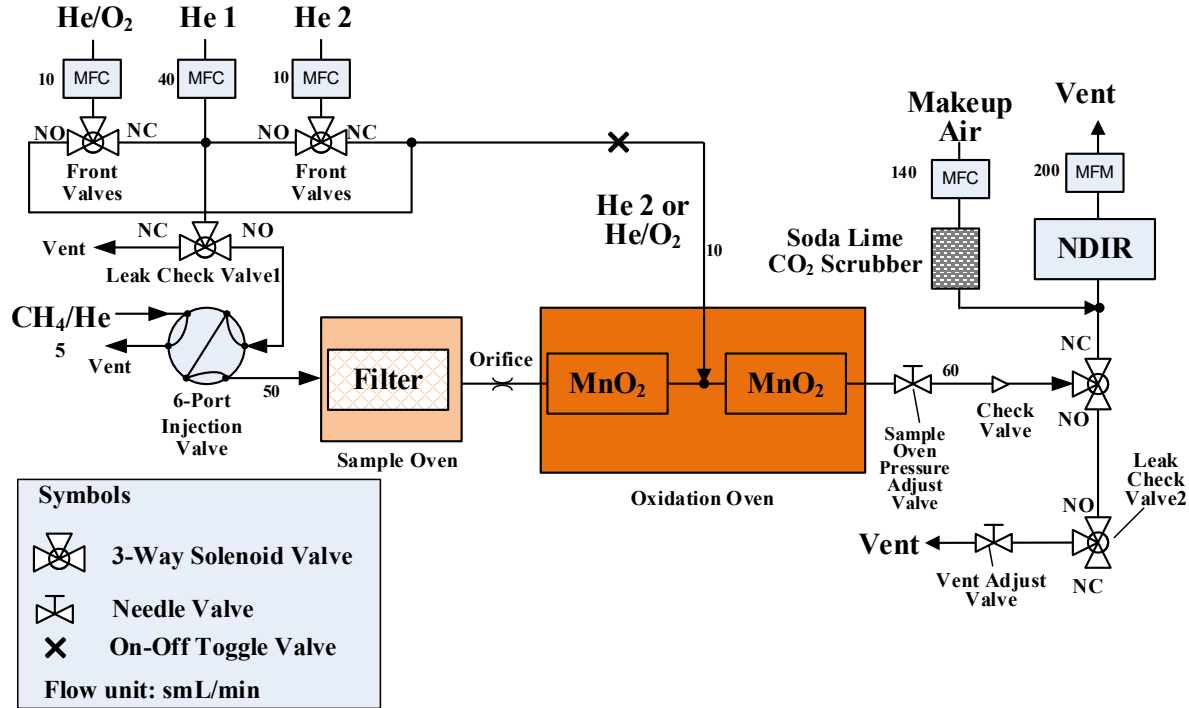 He/O2
He 1
He 2
10
MFC
40
MFC
10
MFC
NO
NC
NO
NC
Front
Valves
Front
Valves
Makeup
Air
Vent
140
MFC
200
MFM
He 2 or
He/O2
10
Soda Lime
CO2 Scrubber
NDIR
NC
NO
Vent
Leak Check Valve1
CH4/He
5
Vent
6-Port
Injection
Valve
50
Filter
Sample Oven
Orifice
MnO2
MnO2
Oxidation Oven
60
Sample
Oven
Pressure
Adjust
Valve
Check
Valve
NC
NO
NO
Leak
Check
Valve2
NC
Vent
Vent Adjust
Valve
Symbols
3-Way Solenoid Valve
Needle Valve
On-Off Toggle Valve
Flow unit: smL/min